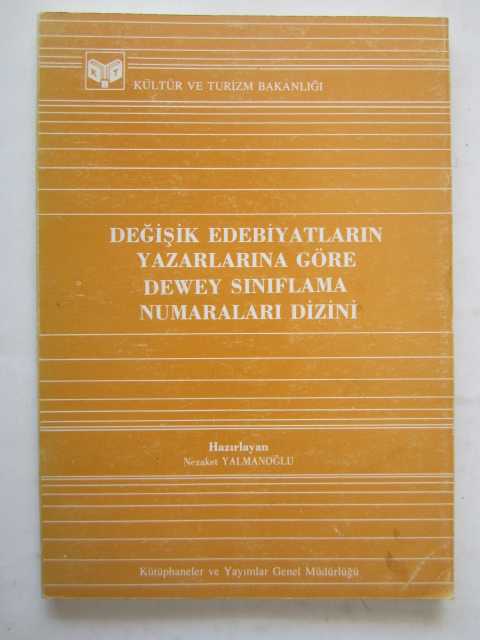 K T B
KÜLTÜR VE TURİZM BAKANLIĞI
DEĞİŞİK EDEBİYATLARIN
YAZARLARINA GÖRE
DEWEY SINIFLAMA
NUMARALARI DİZİNİ
Hazırlayan
Nezaket YALMANOĞLU
Kütüphaneler ve Yayımlar Genel Müdürlüğü